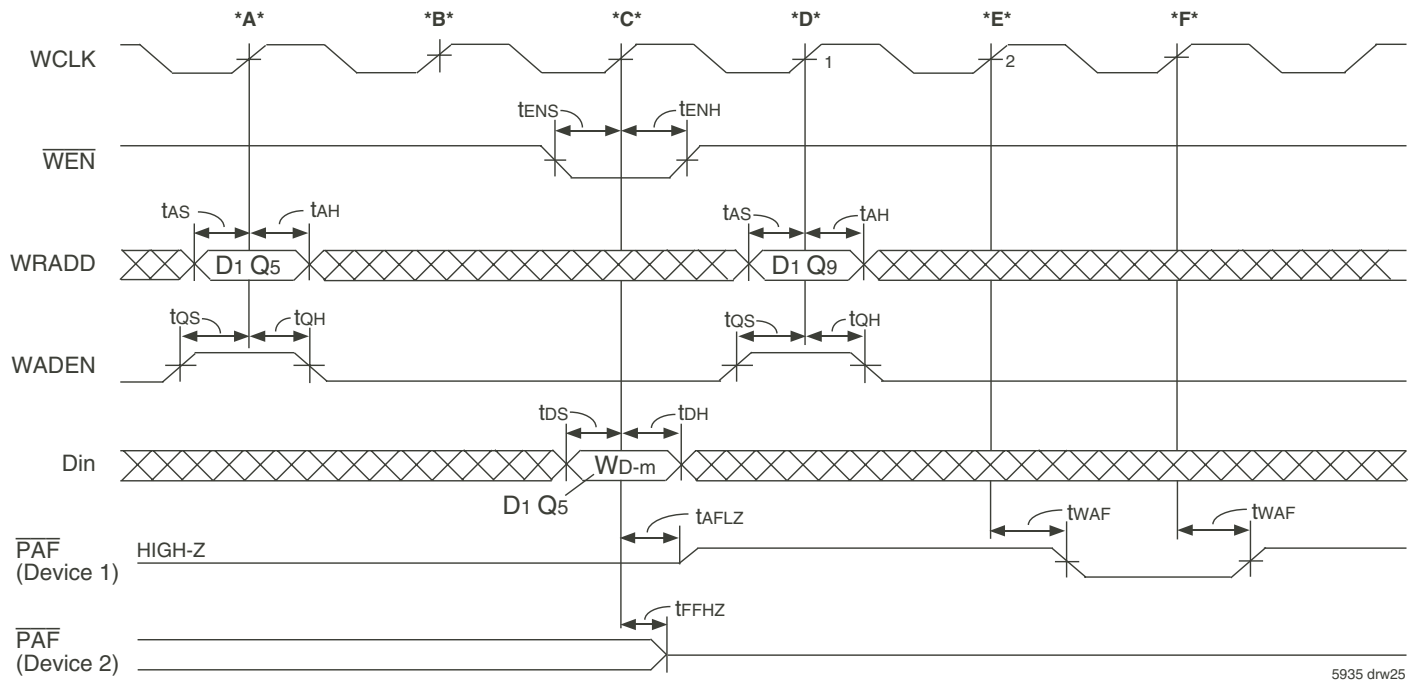 *A* *B* *C* *D* *E* *F*
WCLK 1 2
tENS tENH
WEN
tAS tAH tAS tAH
WRADD D1 Q5 D1 Q9
tQS tQH tQS tQH
WADEN
tDS tDH
Din WD-m
D1 Q5
tAFLZ tWAF tWAF
PAF HIGH-Z
(Device 1)
tFFHZ
PAF
(Device 2)
5935 drw25